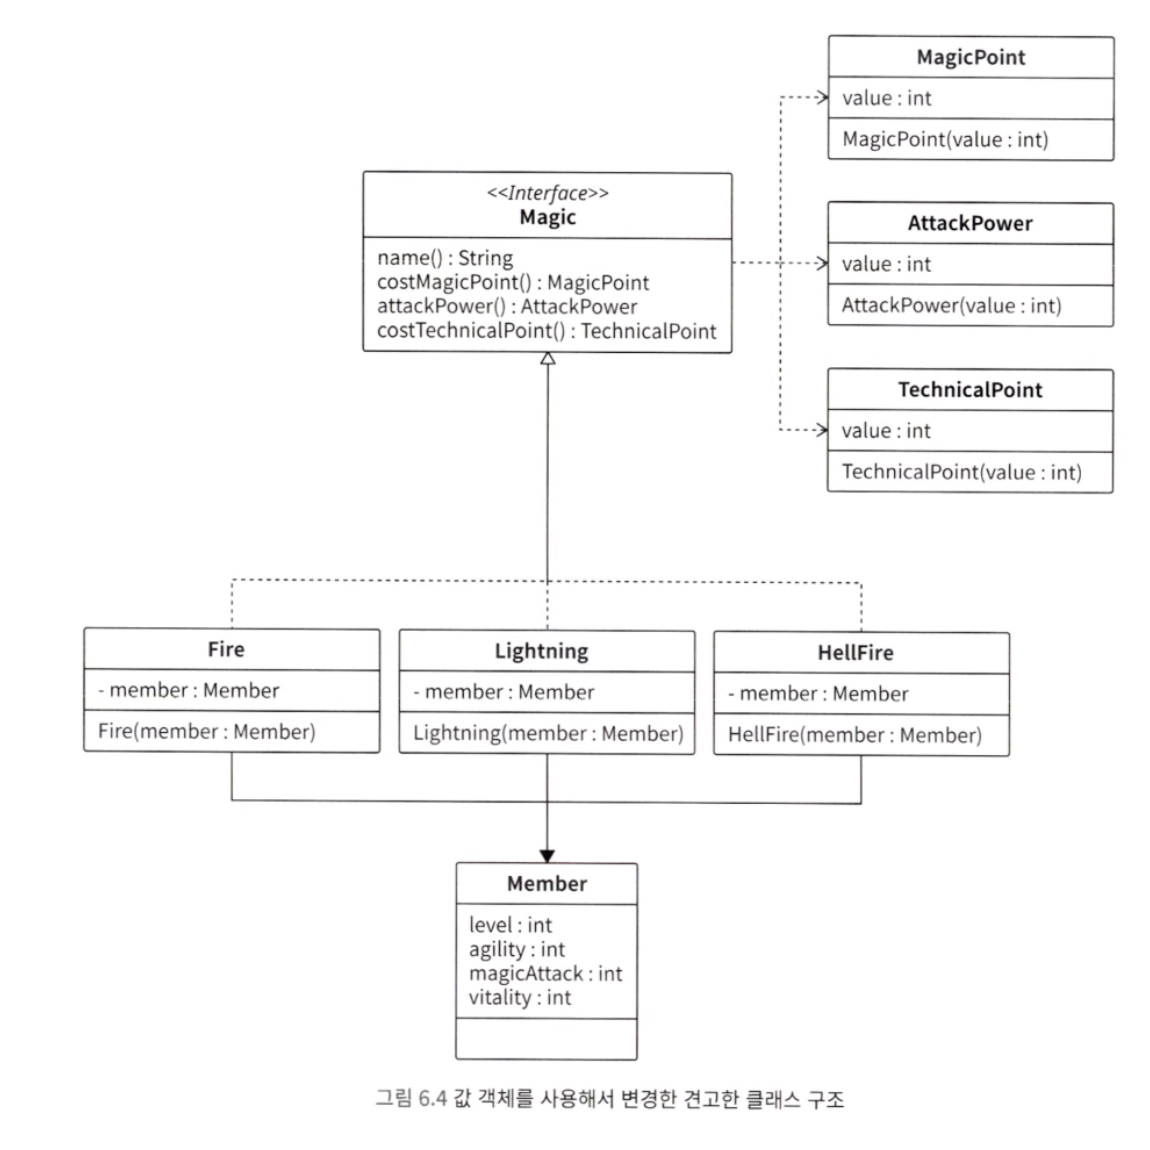 MagicPoint
value : int
MagicPoint(value : int)
<<Interface>>
Magic
name() : String
costMagicPoint() : MagicPoint
attackPower() : AttackPower
costTechnicalPoint() : TechnicalPoint
AttackPower
value : int
AttackPower(value : int)
TechnicalPoint
value : int
TechnicalPoint(value : int)
Fire
- member : Member
Fire(member : Member)
Lightning
- member : Member
Lightning(member : Member)
HellFire
- member : Member
HellFire(member : Member)
Member
level : int
agility : int
magicAttack : int
vitality : int
그림 6.4 값 객체를 사용해서 변경한 견고한 클래스 구조